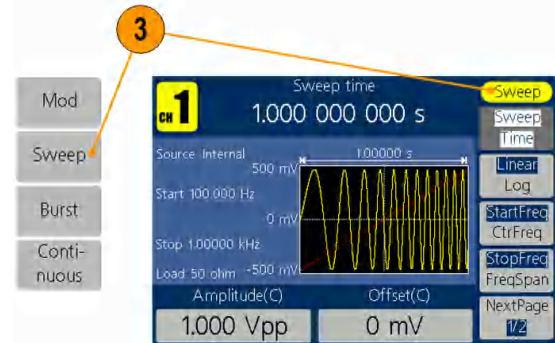 3
Mod
Sweep
Burst
Conti-
nuous
CH 1
Sweep time
1.000 000 000 s
Source Internal
500 mV
1.00000 s
Start 100.000 Hz
0 mV
Stop 1.00000 kHz
Load 50 ohm
-500 mV
Amplitude(C)
Offset(C)
1.000 Vpp
0 mV
Sweep
Sweep
Time
Linear
Log
StartFreq
CtrFreq
StopFreq
FreqSpan
NextPage
1/2